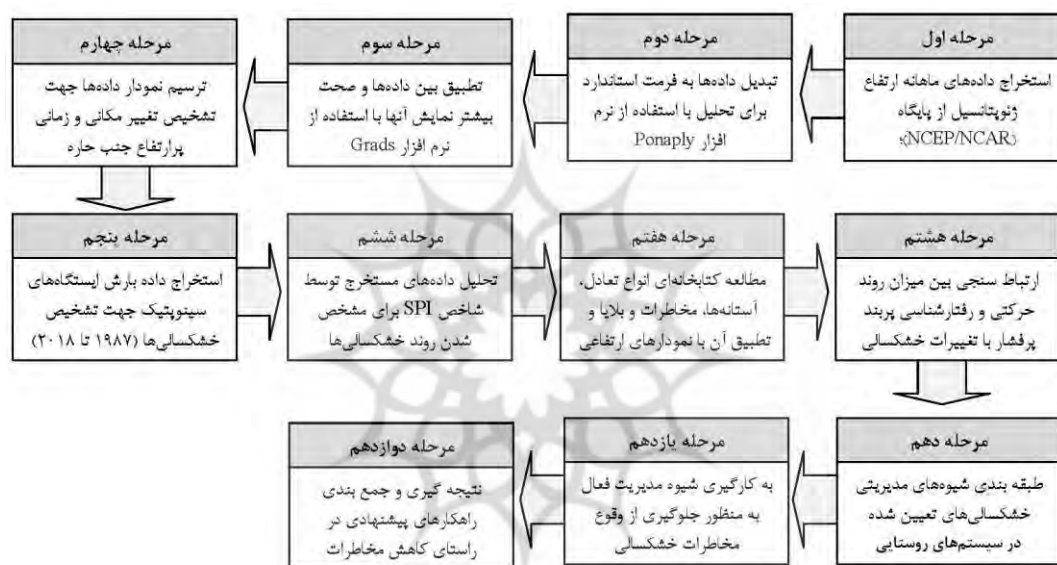 مرحله اول
استخراج داده‌های ماهانه ارتفاع
ژئوپتانسیل از پایگاه
(NCEP/NCAR)؛
مرحله دوم
تبدیل داده‌ها به فرمت استاندارد
برای تحلیل با استفاده از نرم
افزار Ponaply
مرحله سوم
تطبیق بین داده‌ها و صحت
بیشتر نمایش آنها با استفاده از
نرم افزار Grads
مرحله چهارم
ترسیم نمودار داده‌ها جهت
تشخیص تغییر مکانی و زمانی
پرارتفاع جنب حاره
مرحله پنجم
استخراج داده بارش ایستگاه‌های
سینوپتیک جهت تشخیص
خشکسالی‌ها (۱۹۸۷ تا ۲۰۱۸)
مرحله ششم
تحلیل داده‌های مستخرج توسط
شاخص SPI برای مشخص
شدن روند خشکسالی‌ها
مرحله هفتم
مطالعه کتابخانه‌ای انواع تعادل،
آستانه‌ها، مخاطرات و بلایا و
تطبیق آن با نمودارهای ارتفاعی
مرحله هشتم
ارتباط سنجی بین میزان روند
حرکتی و رفتارشناسی پربند
پرفشار با تغییرات خشکسالی
مرحله دهم
طبقه بندی شیوه‌های مدیریتی
خشکسالی‌های تعیین شده
در سیستم‌های روستایی
مرحله یازدهم
به کارگیری شیوه مدیریت فعال
به منظور جلوگیری از وقوع
مخاطرات خشکسالی
مرحله دوازدهم
نتیجه گیری و جمع بندی
راهکارهای پیشنهادی در
راستای کاهش مخاطرات